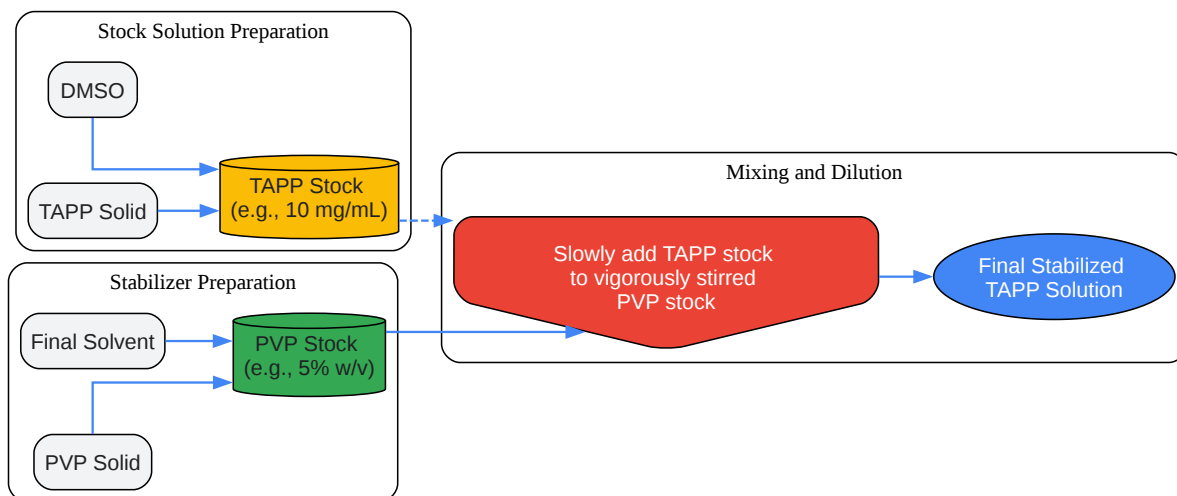 Stock Solution Preparation
DMSO
TAPP Solid
TAPP Stock
(e.g., 10 mg/mL)
Stabilizer Preparation
Final Solvent
PVP Solid
PVP Stock
(e.g., 5% w/v)
Mixing and Dilution
Slowly add TAPP stock
to vigorously stirred
PVP stock
Final Stabilized
TAPP Solution